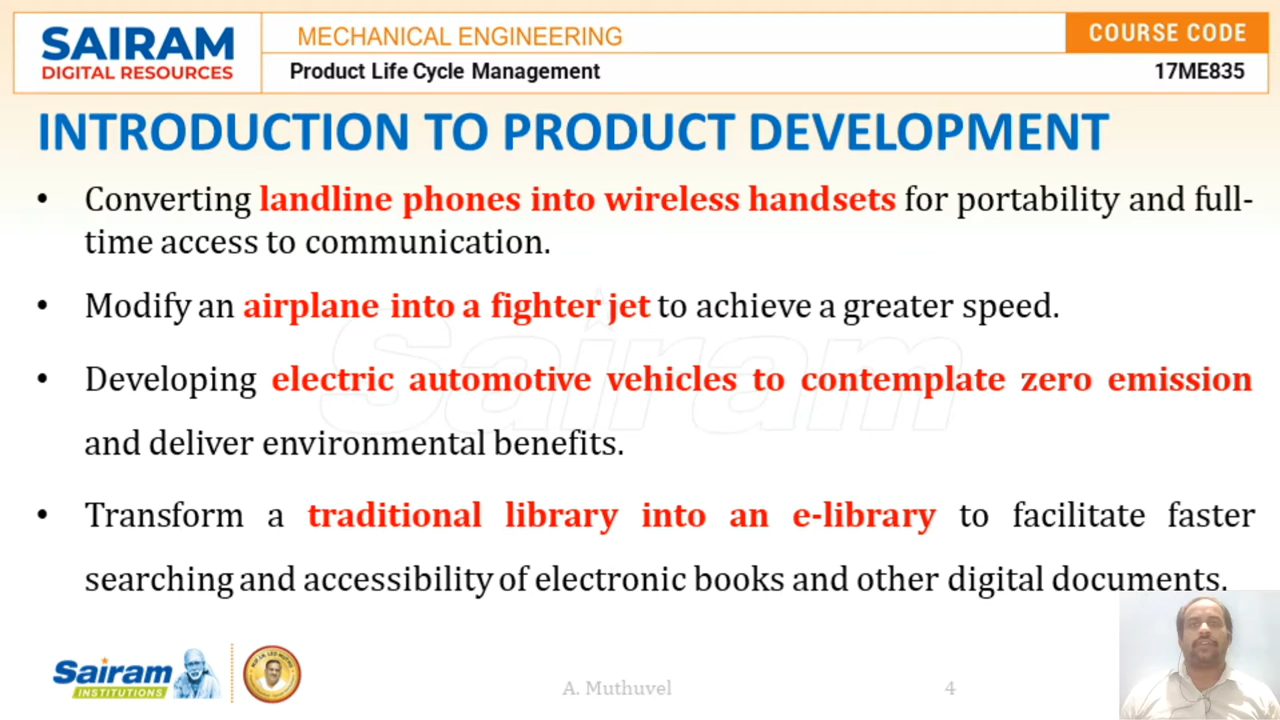 SAIRAM
DIGITAL RESOURCES
MECHANICAL ENGINEERING
COURSE CODE
Product Life Cycle Management
17ME835
INTRODUCTION TO PRODUCT DEVELOPMENT
• Converting landline phones into wireless handsets for portability and full-
time access to communication.
• Modify an airplane into a fighter jet to achieve a greater speed.
• Developing electric automotive vehicles to contemplate zero emission
and deliver environmental benefits.
• Transform a traditional library into an e-library to facilitate faster
searching and accessibility of electronic books and other digital documents.
Sairam
Sairam
INSTITUTIONS
A. Muthuvel
4